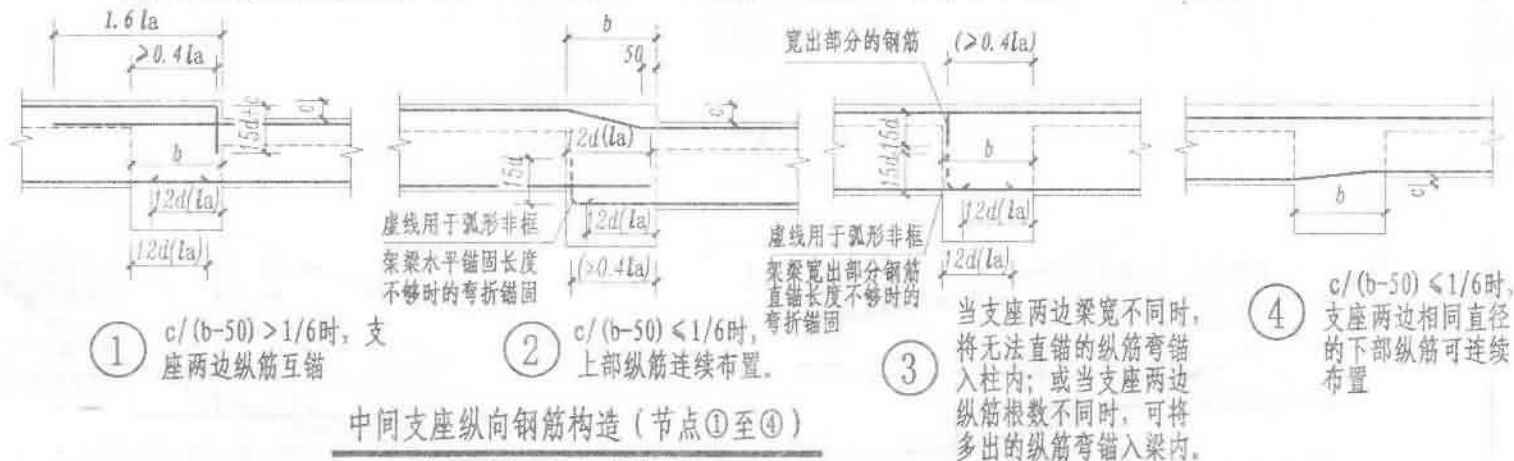 1.6la
≥0.4la
15d+c
c
b
12d(la)
12d(la)
① c/(b-50)>1/6时，支
座两边纵筋互锚
b
50
c
12d(la)
15d
12d(la)
(≥0.4la)
虚线用于弧形非框
架梁水平锚固长度
不够时的弯折锚固
② c/(b-50)≤1/6时，
上部纵筋连续布置。
宽出部分的钢筋
(≥0.4la)
15d
15d
b
12d(la)
12d(la)
虚线用于弧形非框
架梁宽出部分钢筋
直锚长度不够时的
弯折锚固
③ 当支座两边梁宽不同时，
将无法直锚的纵筋弯锚
入柱内；或当支座两边
纵筋根数不同时，可将
多出的纵筋弯锚入梁内。
b
c
④ c/(b-50)≤1/6时，
支座两边相同直径
的下部纵筋可连续
布置
中间支座纵向钢筋构造（节点①至④）